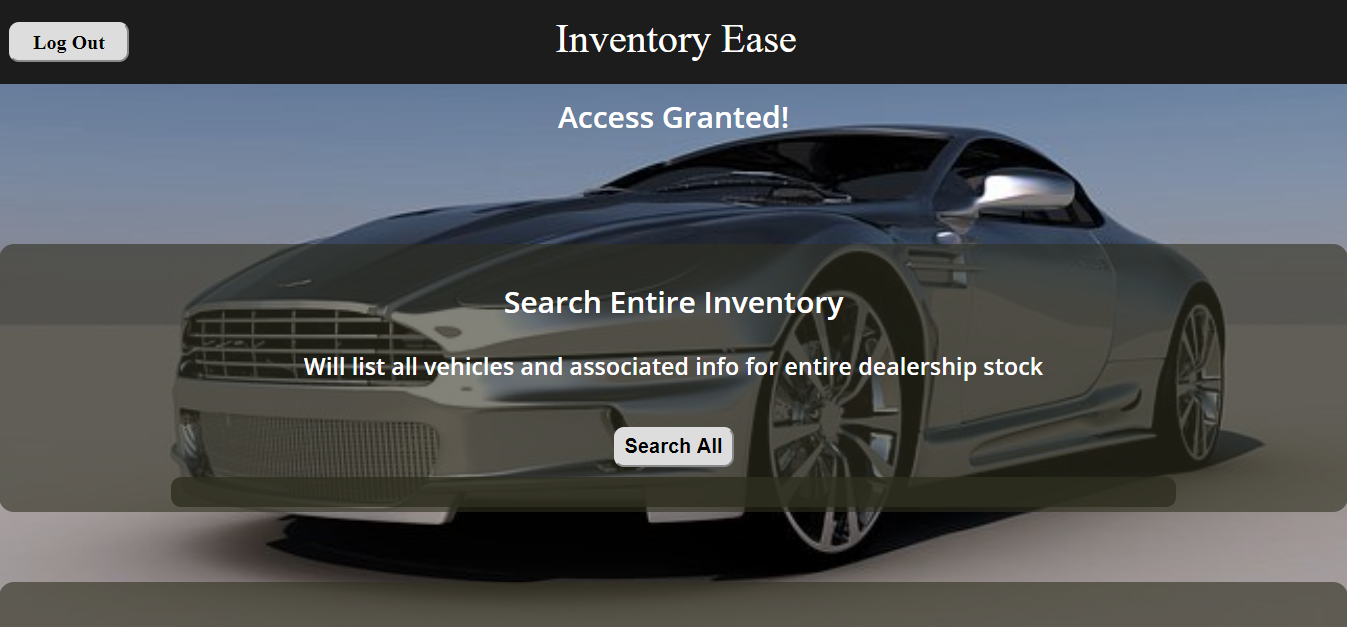 Log Out
Inventory Ease
Access Granted!
Search Entire Inventory
Will list all vehicles and associated info for entire dealership stock
Search All